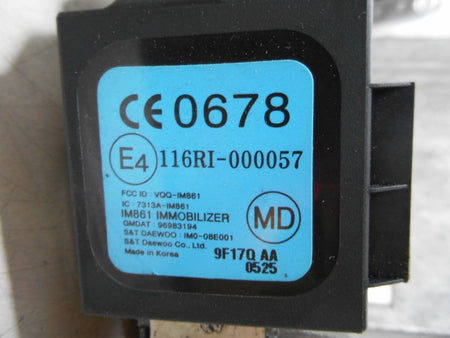 CE 0678
E4 116RI-000057
FCC ID : VQQ-IM861
IC : 7313A-IM861
IM861 IMMOBILIZER
GMDAT : 96983194
S&T DAEWOO : IM0-08E001
S&T Daewoo Co., Ltd.
Made in Korea
MD
9F17Q AA
0525